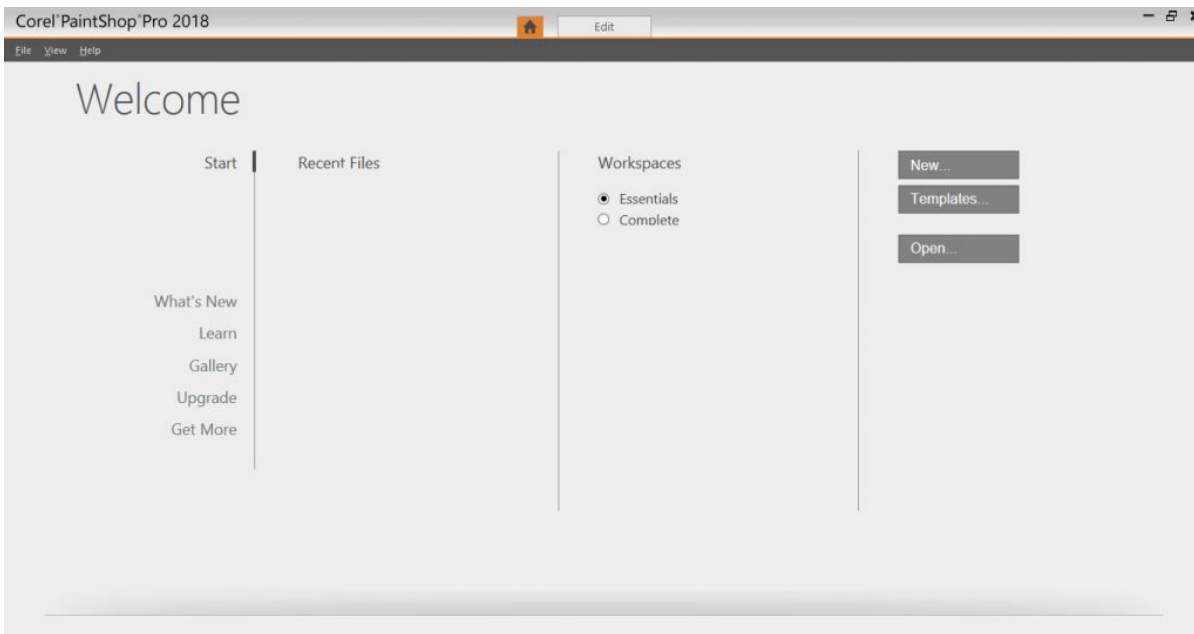 Corel®PaintShop®Pro 2018
Edit
File View Help
Welcome
Start
What's New
Learn
Gallery
Upgrade
Get More
Recent Files
Workspaces
Essentials
Complete
New...
Templates...
Open...